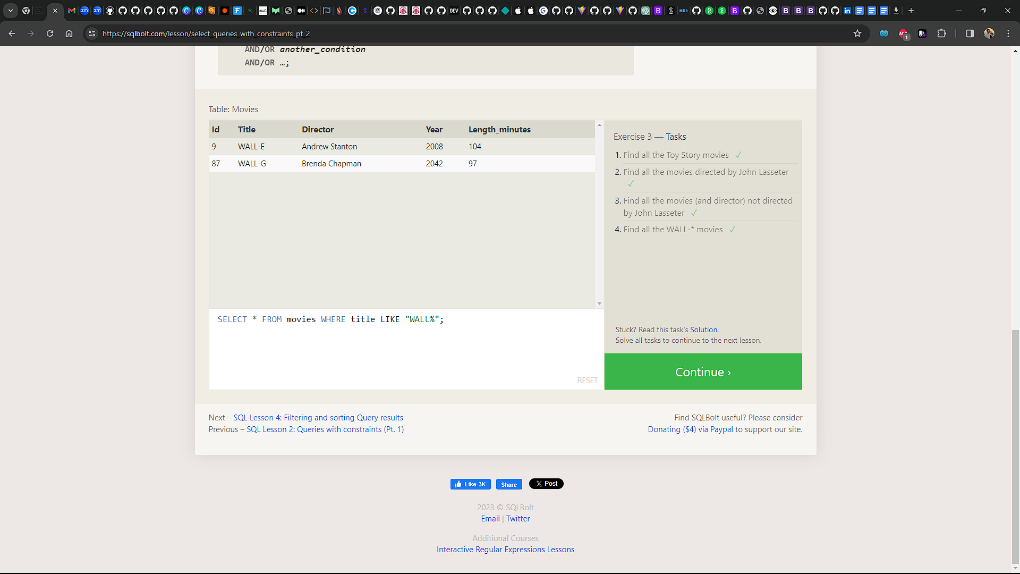 https://sqlbolt.com/lesson/select_queries_with_constraints_pt_2
AND/OR another_condition
AND/OR …;
Table: Movies
Id Title Director Year Length_minutes
9 WALL-E Andrew Stanton 2008 104
87 WALL-G Brenda Chapman 2042 97
Exercise 3 — Tasks
1. Find all the Toy Story movies ✓
2. Find all the movies directed by John Lasseter
✓
3. Find all the movies (and director) not directed
by John Lasseter ✓
4. Find all the WALL-* movies ✓
SELECT * FROM movies WHERE title LIKE "WALL%";
RESET
Stuck? Read this task's Solution.
Solve all tasks to continue to the next lesson.
Continue ›
Next – SQL Lesson 4: Filtering and sorting Query results
Previous – SQL Lesson 2: Queries with constraints (Pt. 1)
Find SQLBolt useful? Please consider
Donating ($4) via Paypal to support our site.
Like 3K Share Post
2023 © SQLBolt
Email | Twitter
Additional Courses
Interactive Regular Expressions Lessons